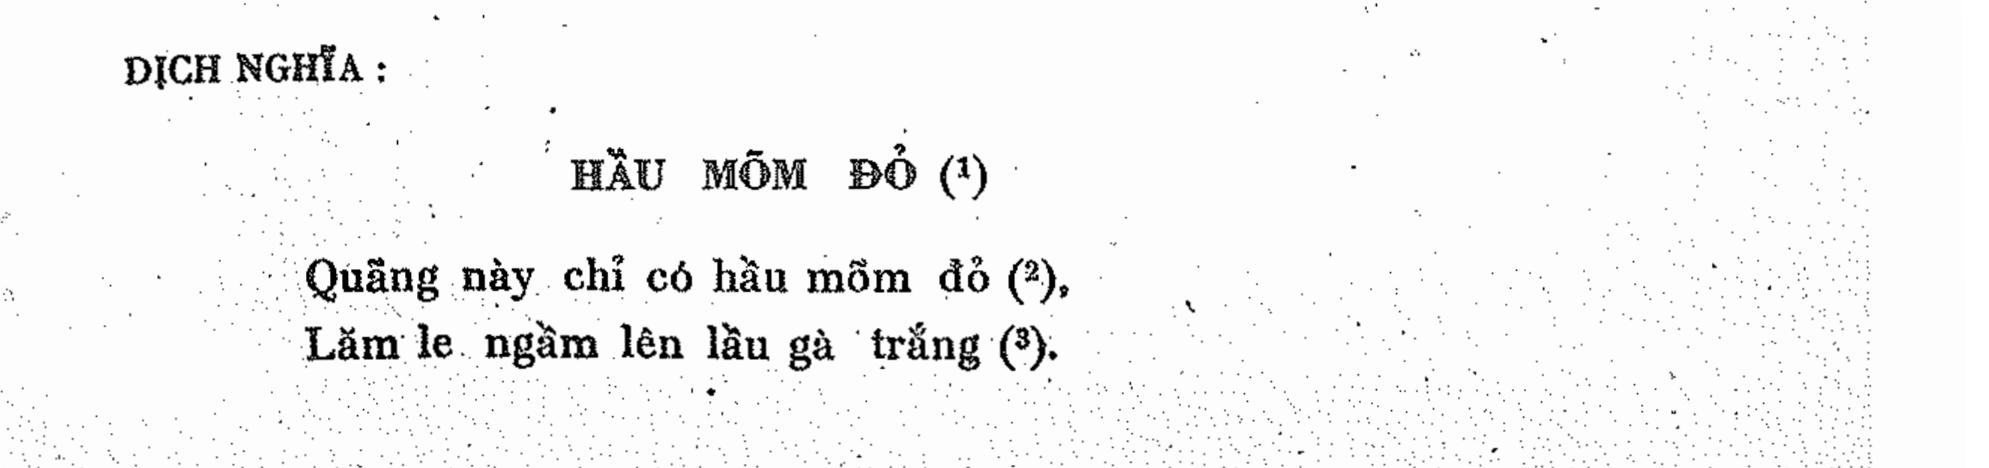 DỊCH NGHĨA :
HẦU MÕM ĐỎ (¹)
Quãng này chỉ có hầu mõm đỏ (²),
Lăm le ngầm lên lầu gà trắng (³).